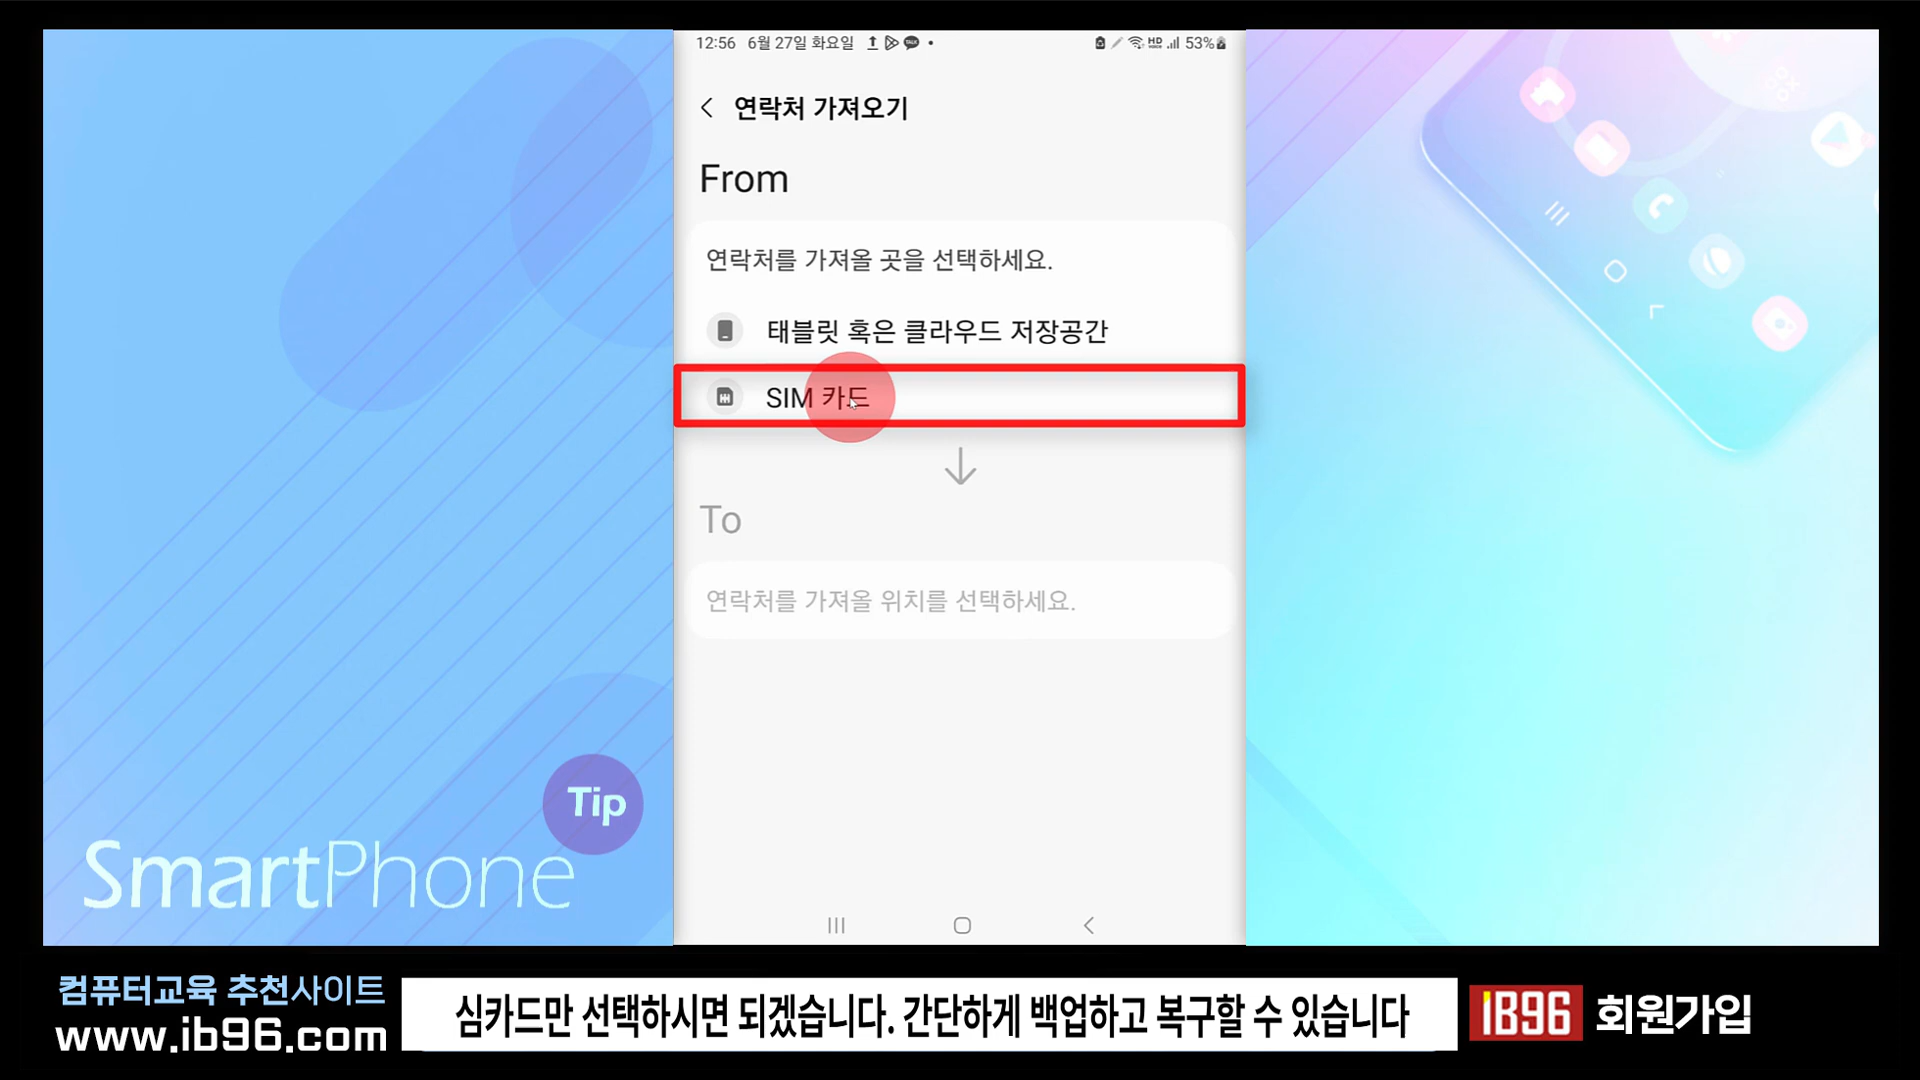 12:56 6월 27일 화요일
53%
연락처 가져오기
From
연락처를 가져올 곳을 선택하세요.
태블릿 혹은 클라우드 저장공간
SIM 카드
To
연락처를 가져올 위치를 선택하세요.
Tip
SmartPhone
컴퓨터교육 추천사이트
www.ib96.com
심카드만 선택하시면 되겠습니다. 간단하게 백업하고 복구할 수 있습니다
IB96 회원가입